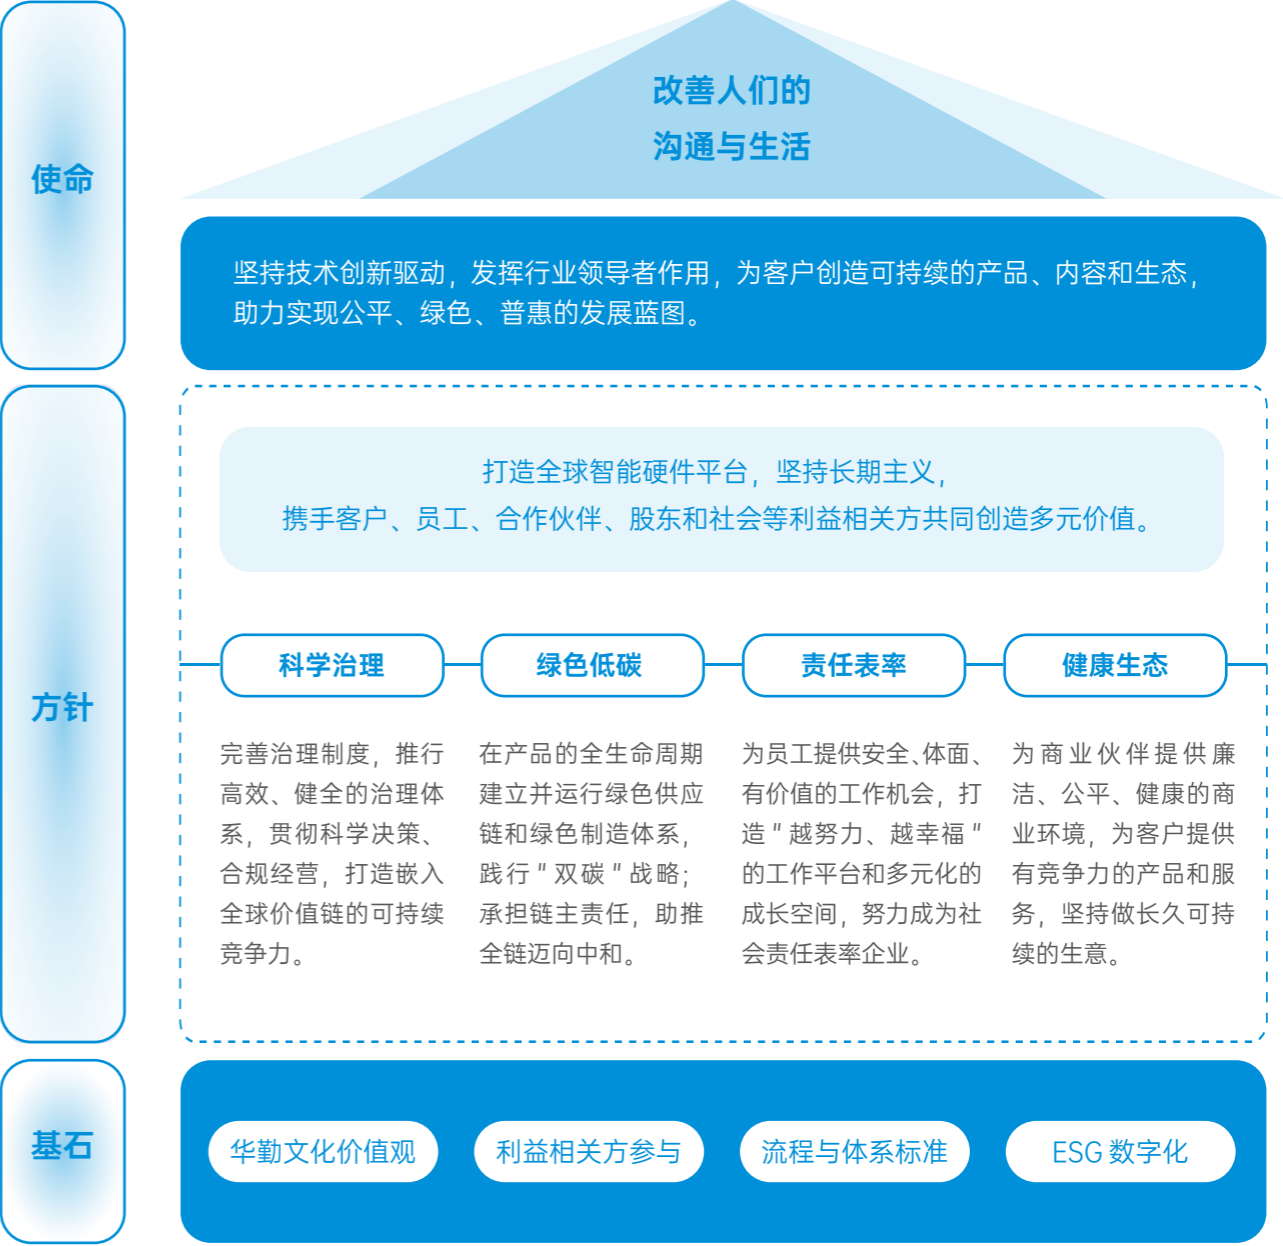 使命
改善人们的
沟通与生活
坚持技术创新驱动，发挥行业领导者作用，为客户创造可持续的产品、内容和生态，
助力实现公平、绿色、普惠的发展蓝图。
方针
打造全球智能硬件平台，坚持长期主义，
携手客户、员工、合作伙伴、股东和社会等利益相关方共同创造多元价值。
科学治理
完善治理制度，推行
高效、健全的治理体
系，贯彻科学决策、
合规经营，打造嵌入
全球价值链的可持续
竞争力。
绿色低碳
在产品的全生命周期
建立并运行绿色供应
链和绿色制造体系，
践行"双碳"战略；
承担链主责任，助推
全链迈向中和。
责任表率
为员工提供安全、体面、
有价值的工作机会，打
造"越努力、越幸福"
的工作平台和多元化的
成长空间，努力成为社
会责任表率企业。
健康生态
为商业伙伴提供廉
洁、公平、健康的商
业环境，为客户提供
有竞争力的产品和服
务，坚持做长久可持
续的生意。
基石
华勤文化价值观
利益相关方参与
流程与体系标准
ESG 数字化